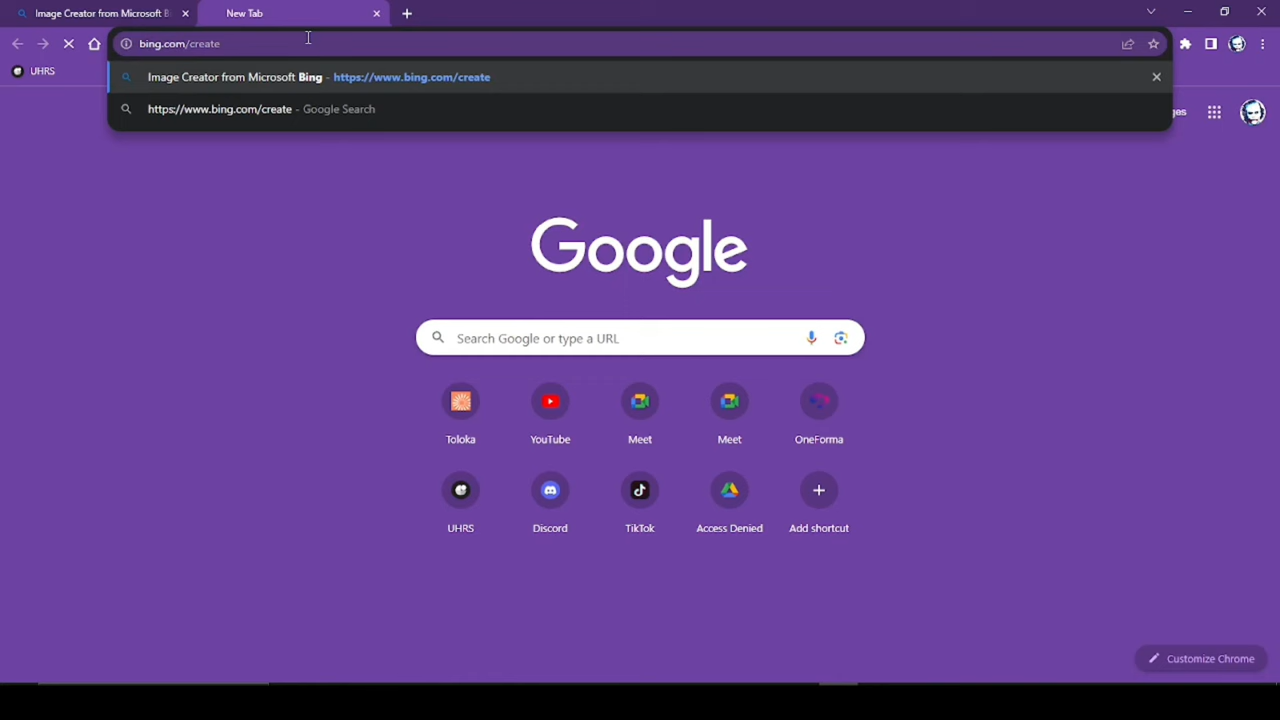 Image Creator from Microsoft B
New Tab
bing.com/create
UHRS
Image Creator from Microsoft Bing - https://www.bing.com/create
https://www.bing.com/create - Google Search
Google
Search Google or type a URL
Toloka
YouTube
Meet
Meet
OneForma
UHRS
Discord
TikTok
Access Denied
Add shortcut
Customize Chrome